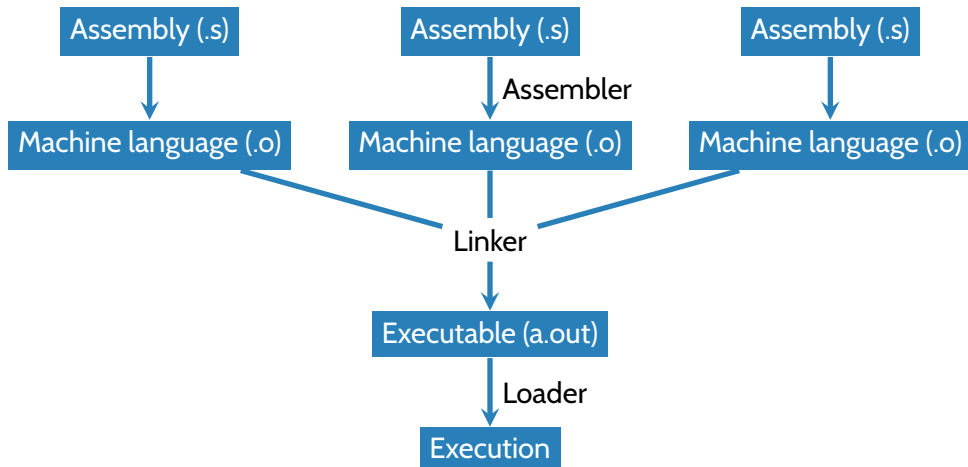 Assembly (.s)
Assembly (.s)
Assembly (.s)
Assembler
Machine language (.o)
Machine language (.o)
Machine language (.o)
Linker
Executable (a.out)
Loader
Execution